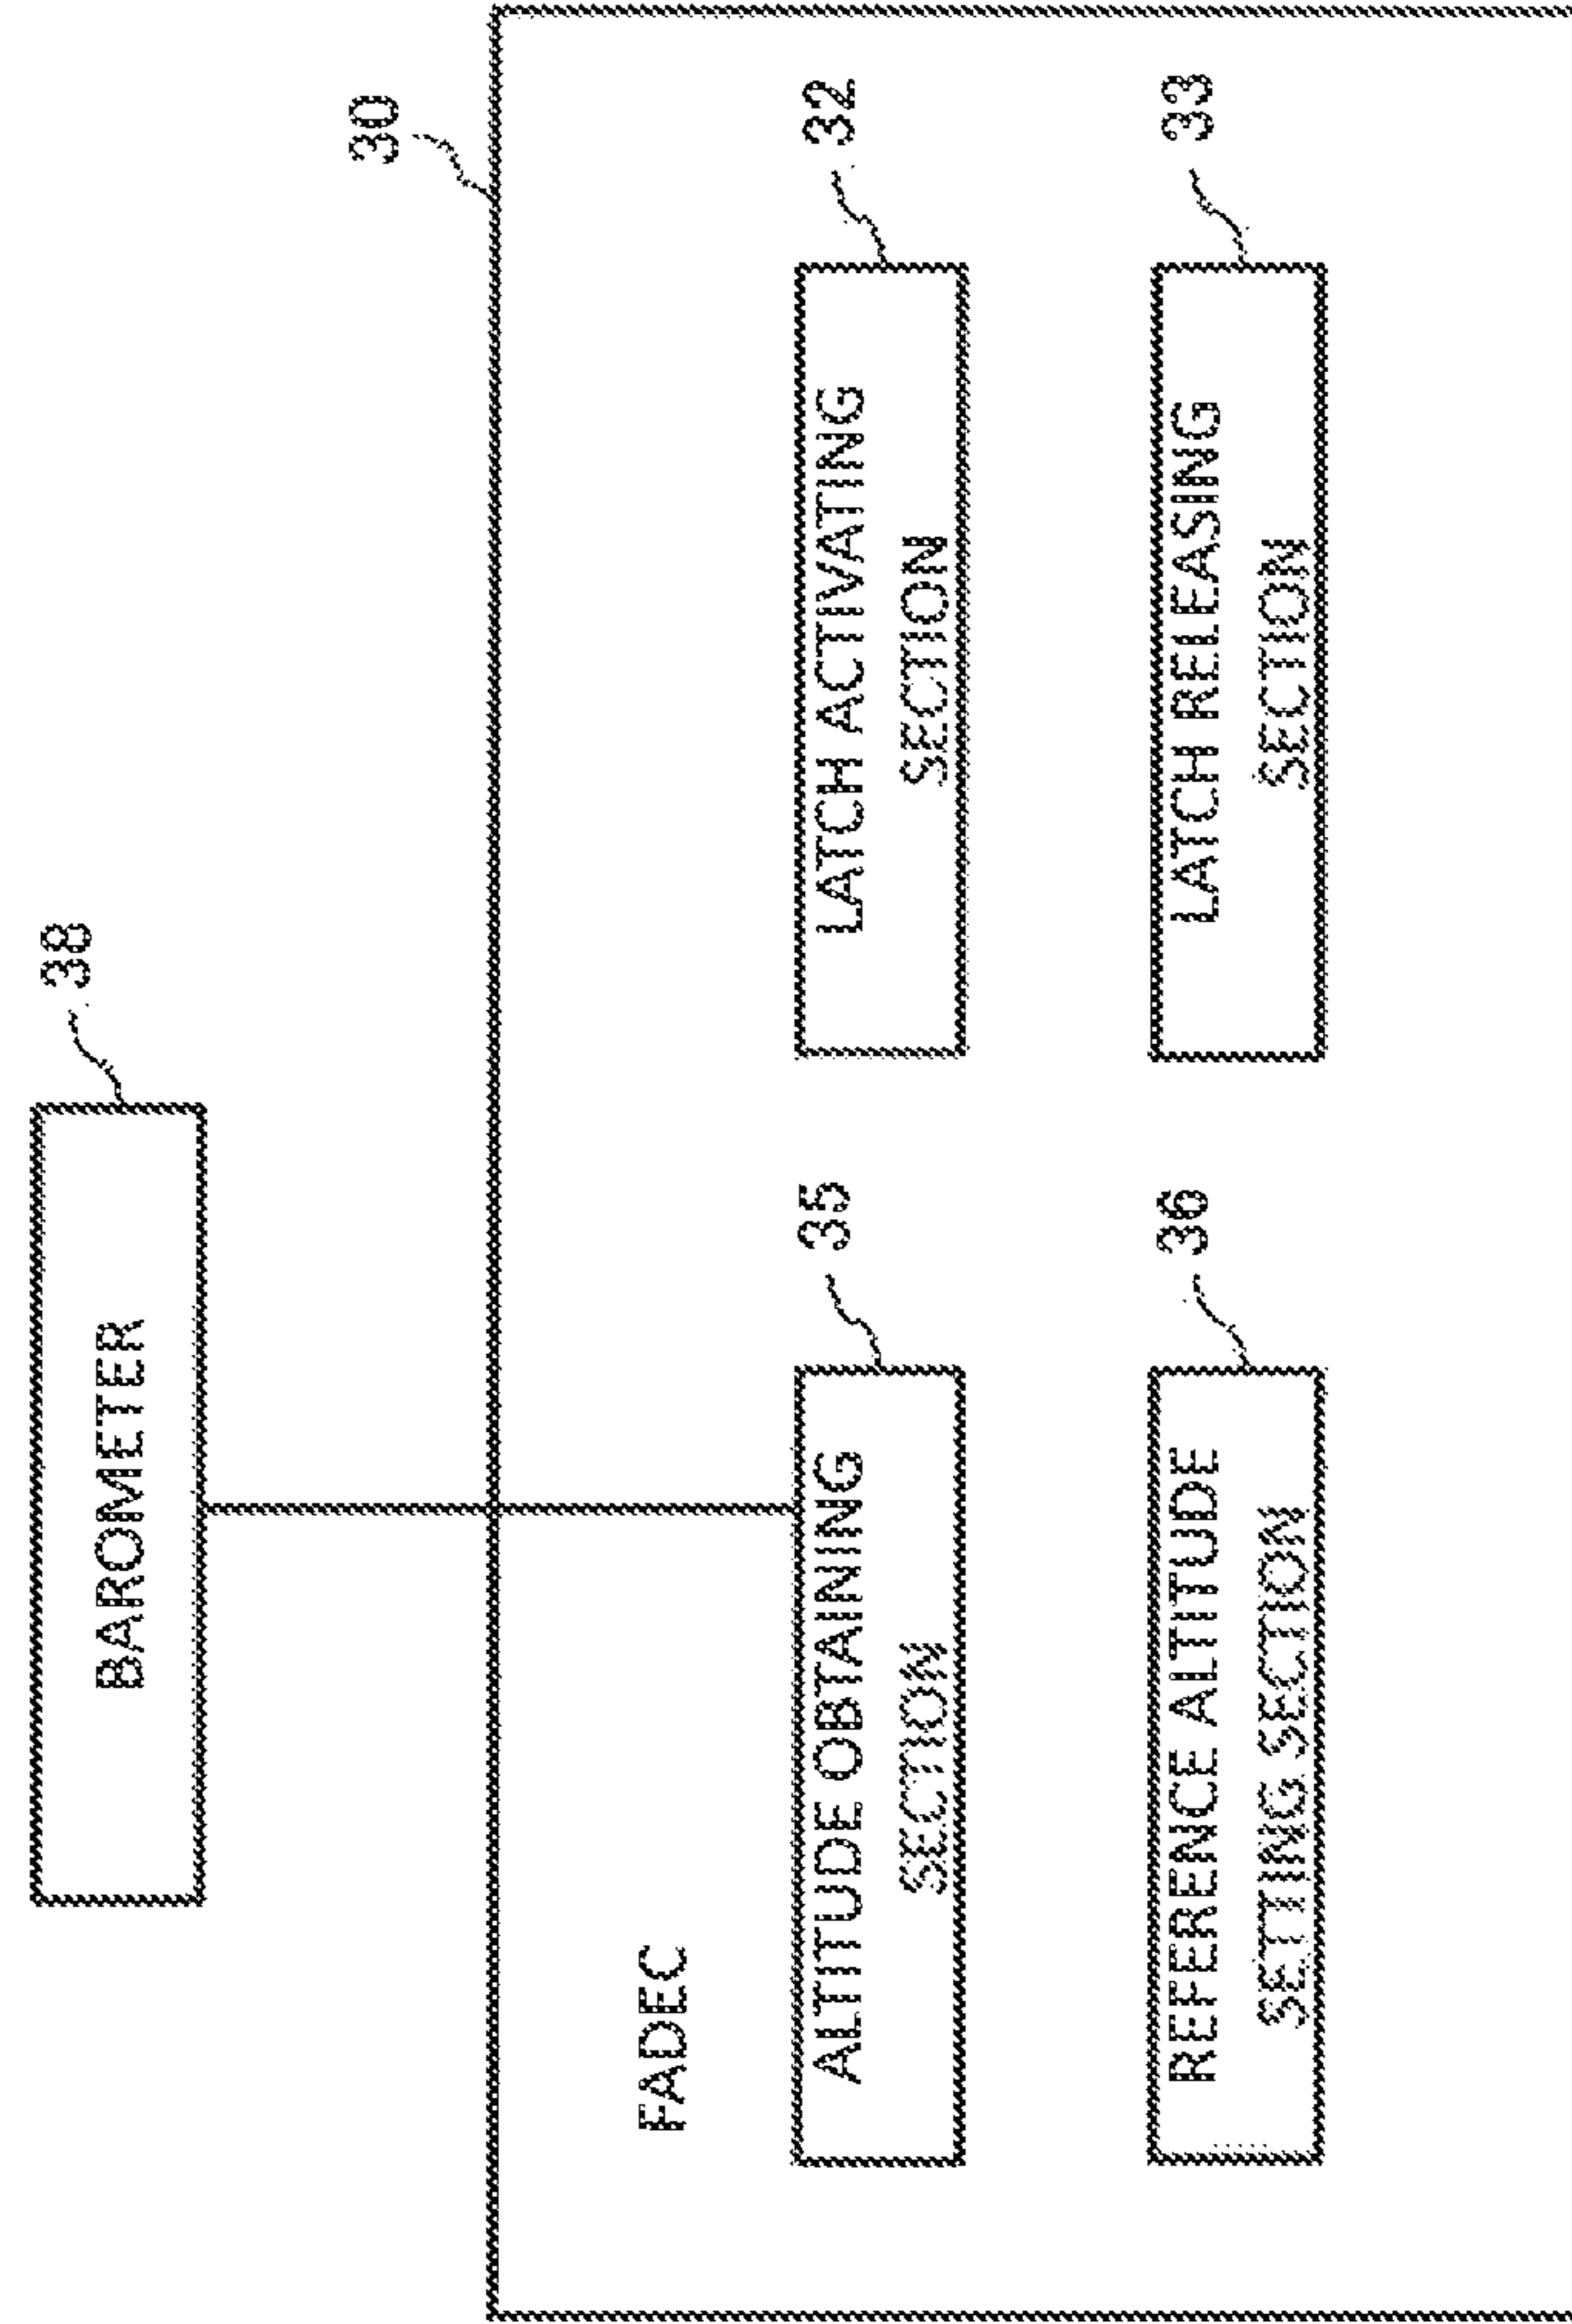 BAROMETER
38
30
FADEC
ALTITUDE OBTAINING
SECTION
35
LATCH ACTIVATING
SECTION
32
REFERENCE ALTITUDE
SETTING SECTION
36
LATCH RELEASING
SECTION
33